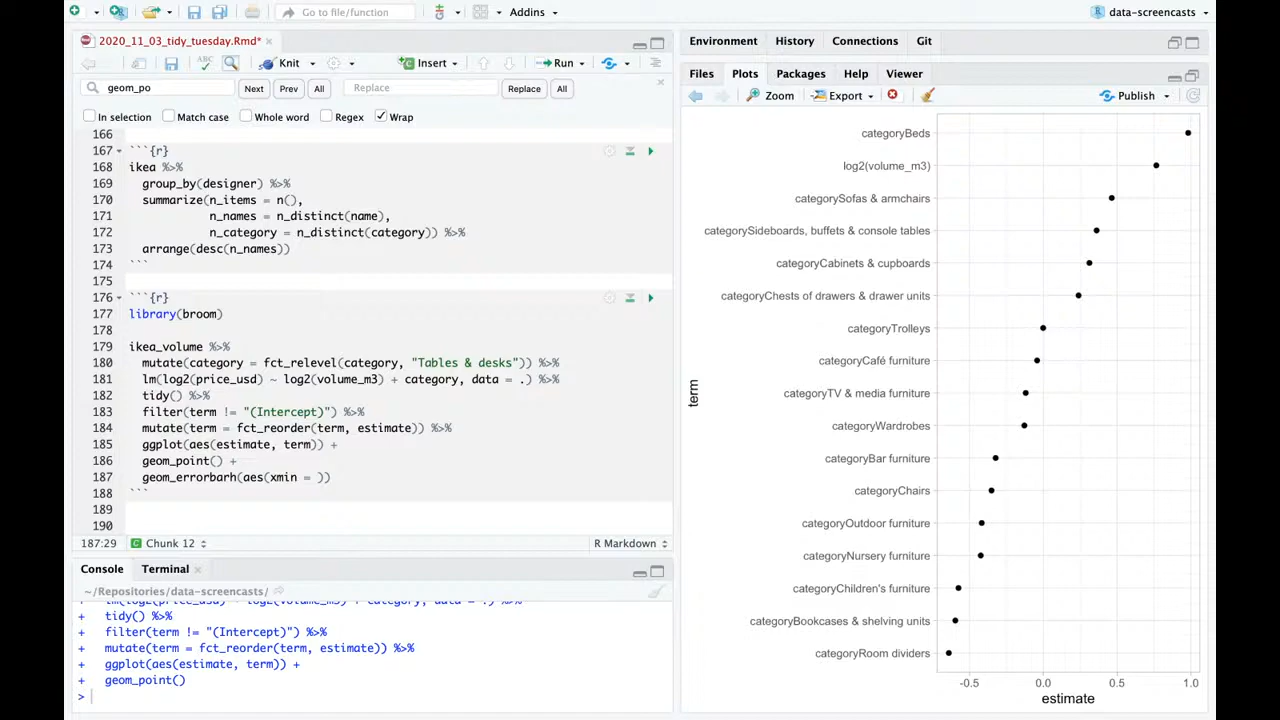 Go to file/function
Addins
data-screencasts
2020_11_03_tidy_tuesday.Rmd*
ABC
Knit
Insert
Run
geom_po
Next
Prev
All
Replace
Replace
All
In selection
Match case
Whole word
Regex
Wrap
166
167 ```{r}
168 ikea %>%
169   group_by(designer) %>%
170   summarize(n_items = n(),
171             n_names = n_distinct(name),
172             n_category = n_distinct(category)) %>%
173   arrange(desc(n_names))
174 ```
175
176 ```{r}
177 library(broom)
178
179 ikea_volume %>%
180   mutate(category = fct_relevel(category, "Tables & desks")) %>%
181   lm(log2(price_usd) ~ log2(volume_m3) + category, data = .) %>%
182   tidy() %>%
183   filter(term != "(Intercept)") %>%
184   mutate(term = fct_reorder(term, estimate)) %>%
185   ggplot(aes(estimate, term)) +
186   geom_point() +
187   geom_errorbarh(aes(xmin = ))
188 ```
189
190
187:29
Chunk 12
R Markdown
Console
Terminal
~/Repositories/data-screencasts/
+   lm(log2(price_usd) ~ log2(volume_m3) + category, data = .) %>%
+   tidy() %>%
+   filter(term != "(Intercept)") %>%
+   mutate(term = fct_reorder(term, estimate)) %>%
+   ggplot(aes(estimate, term)) +
+   geom_point()
>
Environment
History
Connections
Git
Files
Plots
Packages
Help
Viewer
Zoom
Export
Publish
categoryBeds
log2(volume_m3)
categorySofas & armchairs
categorySideboards, buffets & console tables
categoryCabinets & cupboards
categoryChests of drawers & drawer units
categoryTrolleys
categoryCafé furniture
categoryTV & media furniture
categoryWardrobes
categoryBar furniture
categoryChairs
categoryOutdoor furniture
categoryNursery furniture
categoryChildren's furniture
categoryBookcases & shelving units
categoryRoom dividers
term
-0.5
0.0
0.5
1.0
estimate